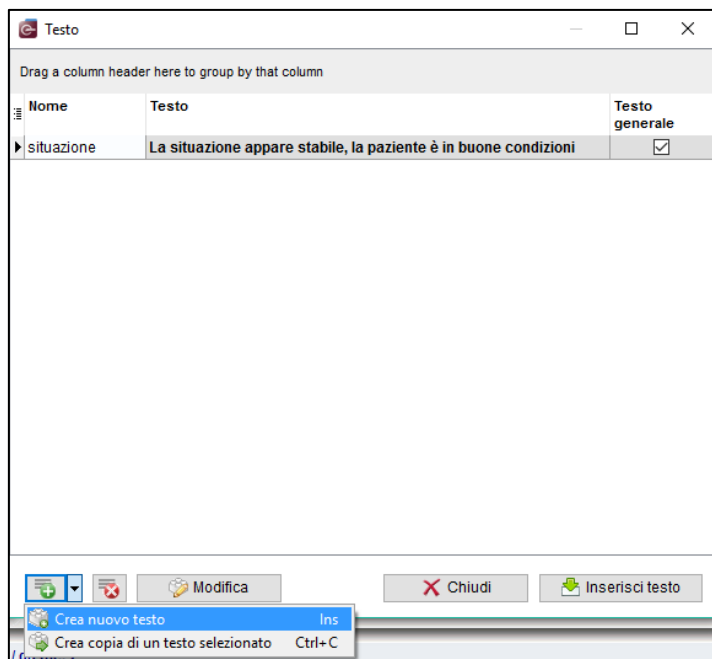 Testo
Drag a column header here to group by that column
Nome Testo Testo generale
situazione La situazione appare stabile, la paziente è in buone condizioni
Modifica Chiudi Inserisci testo
Crea nuovo testo Ins
Crea copia di un testo selezionato Ctrl+C